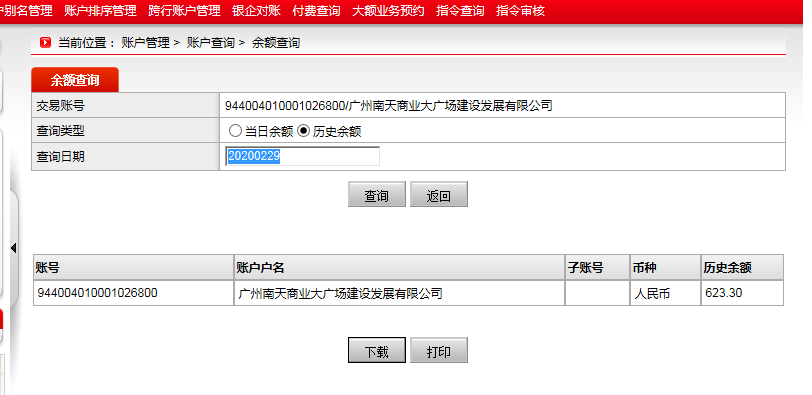 户别名管理 账户排序管理 跨行账户管理 银企对账 付费查询 大额业务预约 指令查询 指令审核
当前位置： 账户管理 > 账户查询 > 余额查询
余额查询
交易账号 944004010001026800/广州南天商业大广场建设发展有限公司
查询类型 当日余额 历史余额
查询日期 20200229
查询 返回
账号 账户户名 子账号 币种 历史余额
944004010001026800 广州南天商业大广场建设发展有限公司 人民币 623.30
下载 打印